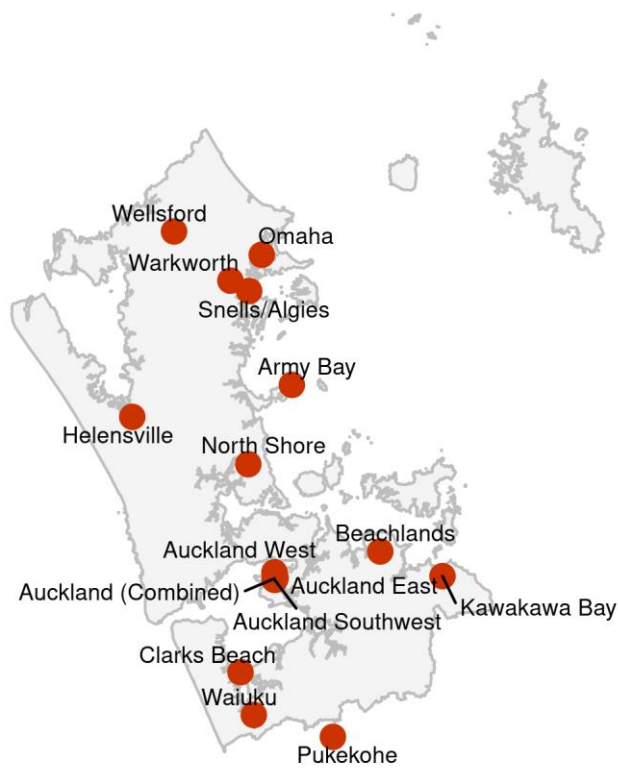 Wellsford
Omaha
Warkworth
Snells/Algies
Army Bay
Helensville
North Shore
Beachlands
Auckland West
Auckland (Combined)
Auckland East
Kawakawa Bay
Auckland Southwest
Clarks Beach
Waiuku
Pukekohe